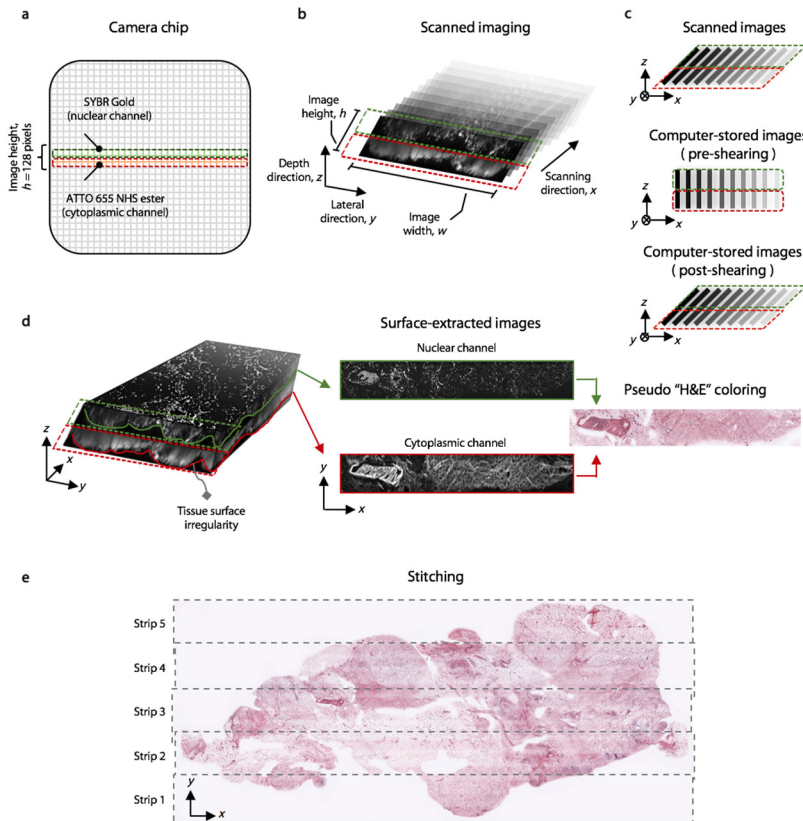 a
Camera chip
SYBR Gold
(nuclear channel)
Image height,
h = 128 pixels
ATTO 655 NHS ester
(cytoplasmic channel)
b
Scanned imaging
Image
height, h
Depth
direction, z
Lateral
direction, y
Image
width, w
Scanning
direction, x
c
Scanned images
z
y
x
Computer-stored images
( pre-shearing )
z
y
x
Computer-stored images
( post-shearing )
z
y
x
d
Surface-extracted images
Nuclear channel
Cytoplasmic channel
Pseudo “H&E” coloring
z
x
y
Tissue surface
irregularity
y
x
e
Stitching
Strip 5
Strip 4
Strip 3
Strip 2
Strip 1
y
x